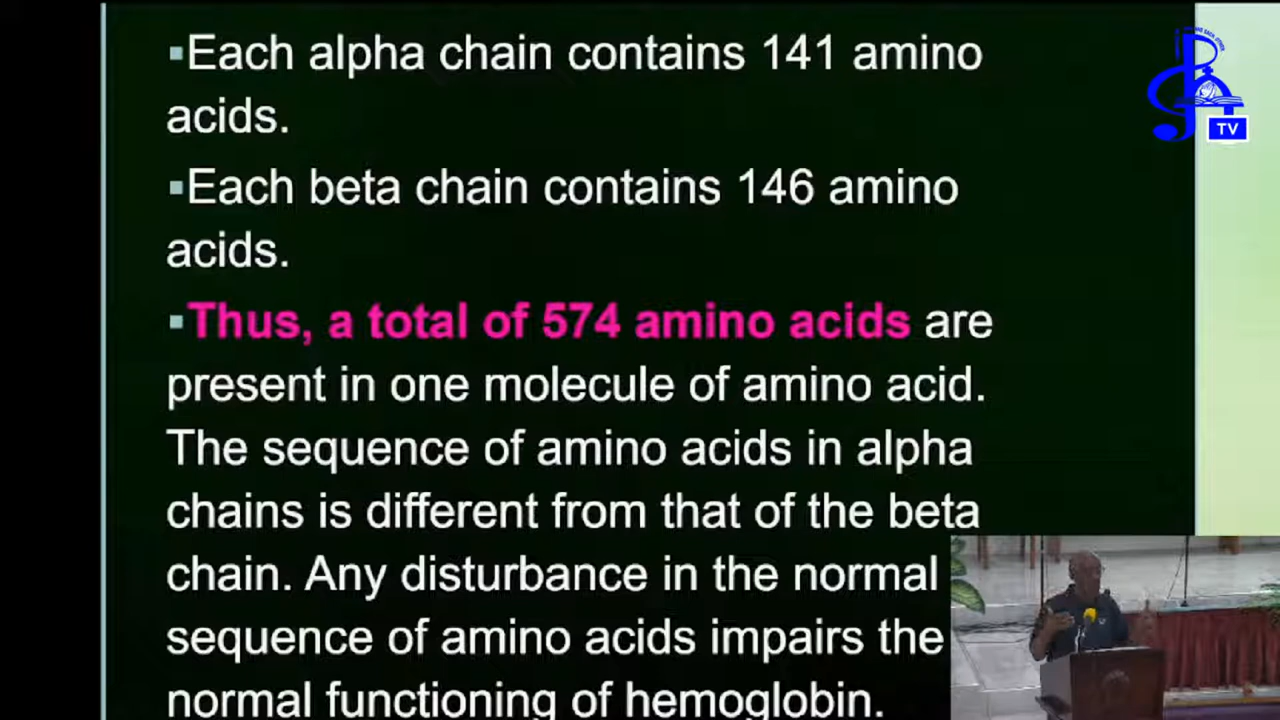 ▪Each alpha chain contains 141 amino
acids.
▪Each beta chain contains 146 amino
acids.
▪Thus, a total of 574 amino acids are
present in one molecule of amino acid.
The sequence of amino acids in alpha
chains is different from that of the beta
chain. Any disturbance in the normal
sequence of amino acids impairs the
normal functioning of hemoglobin.
TV